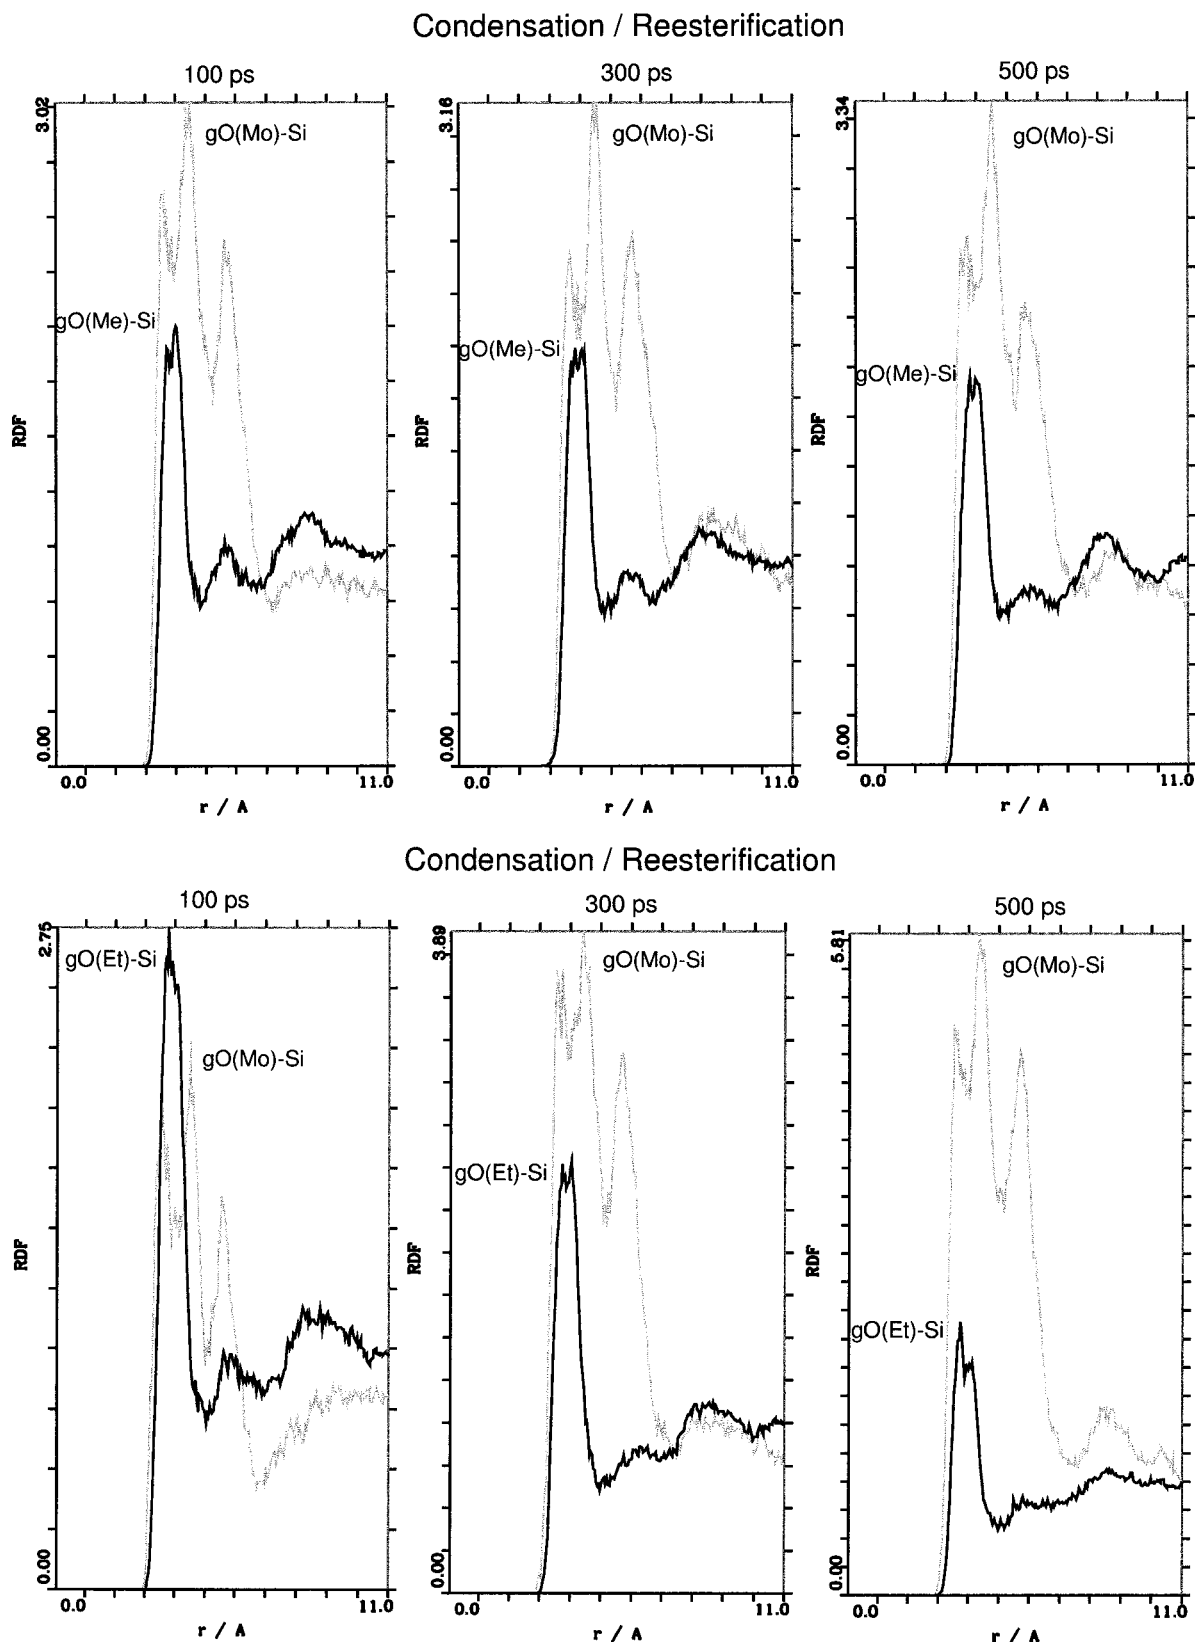 Condensation / Reesterification
100 ps
300 ps
500 ps
3.02
gO(Mo)-Si
gO(Me)-Si
RDF
0.00
0.0
11.0
r / A
3.16
gO(Mo)-Si
gO(Me)-Si
RDF
0.00
0.0
11.0
r / A
3.34
gO(Mo)-Si
gO(Me)-Si
RDF
0.00
0.0
11.0
r / A
Condensation / Reesterification
100 ps
300 ps
500 ps
2.75
gO(Et)-Si
gO(Mo)-Si
RDF
0.00
0.0
11.0
r / A
3.89
gO(Mo)-Si
gO(Et)-Si
RDF
0.00
0.0
11.0
r / A
5.81
gO(Mo)-Si
gO(Et)-Si
RDF
0.00
0.0
11.0
r / A